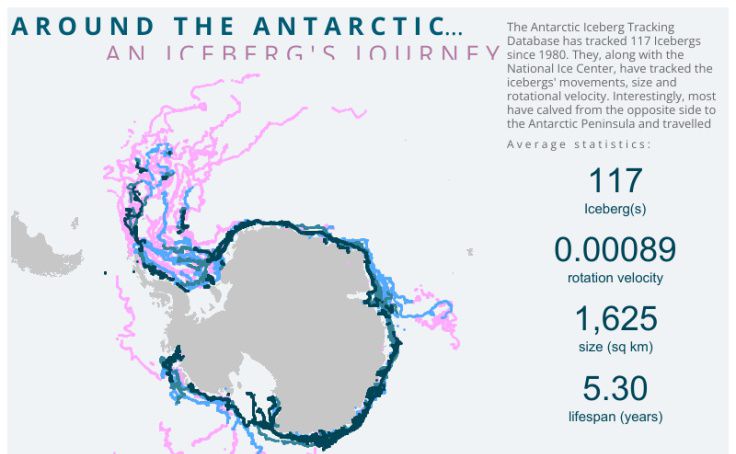 AROUND THE ANTARCTIC...
AN ICEBERG'S JOURNEY
The Antarctic Iceberg Tracking
Database has tracked 117 Icebergs
since 1980. They, along with the
National Ice Center, have tracked the
icebergs' movements, size and
rotational velocity. Interestingly, most
have calved from the opposite side to
the Antarctic Peninsula and travelled
Average statistics:
117
Iceberg(s)
0.00089
rotation velocity
1,625
size (sq km)
5.30
lifespan (years)